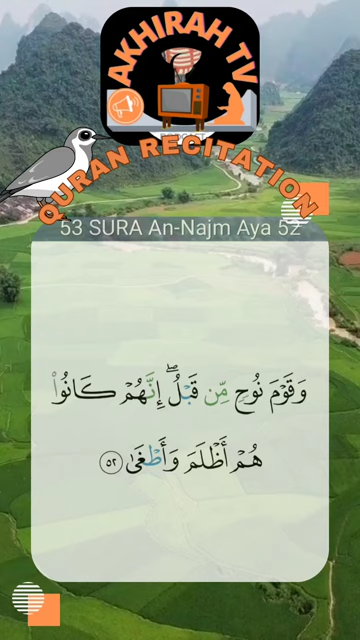 AKHIRAH TV
QURAN RECITATION
53 SURA An-Najm Aya 52
وَقَوْمَ نُوحٍ مِّن قَبْلُ ۖ إِنَّهُمْ كَانُوا۟
هُمْ أَظْلَمَ وَأَطْغَىٰ ٥٢